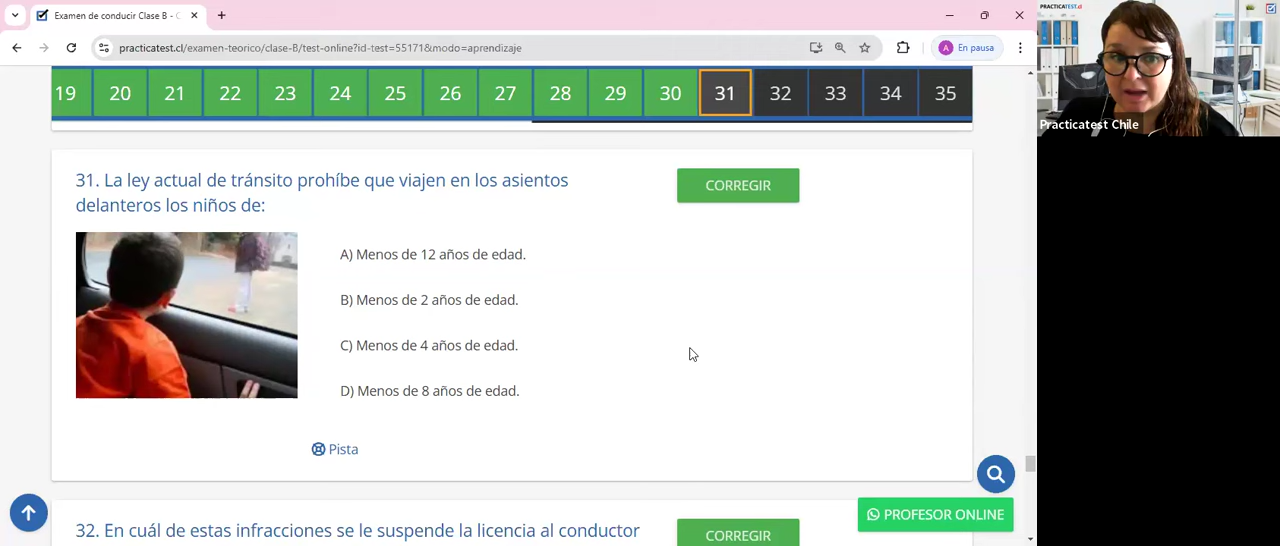 Examen de conducir Clase B - C
practicatest.cl/examen-teorico/clase-B/test-online?id-test=55171&modo=aprendizaje
A En pausa
PRACTICATEST.cl
Practicatest Chile
19 20 21 22 23 24 25 26 27 28 29 30 31 32 33 34 35
31. La ley actual de tránsito prohíbe que viajen en los asientos
delanteros los niños de:
CORREGIR
A) Menos de 12 años de edad.
B) Menos de 2 años de edad.
C) Menos de 4 años de edad.
D) Menos de 8 años de edad.
Pista
PROFESOR ONLINE
32. En cuál de estas infracciones se le suspende la licencia al conductor
CORREGIR